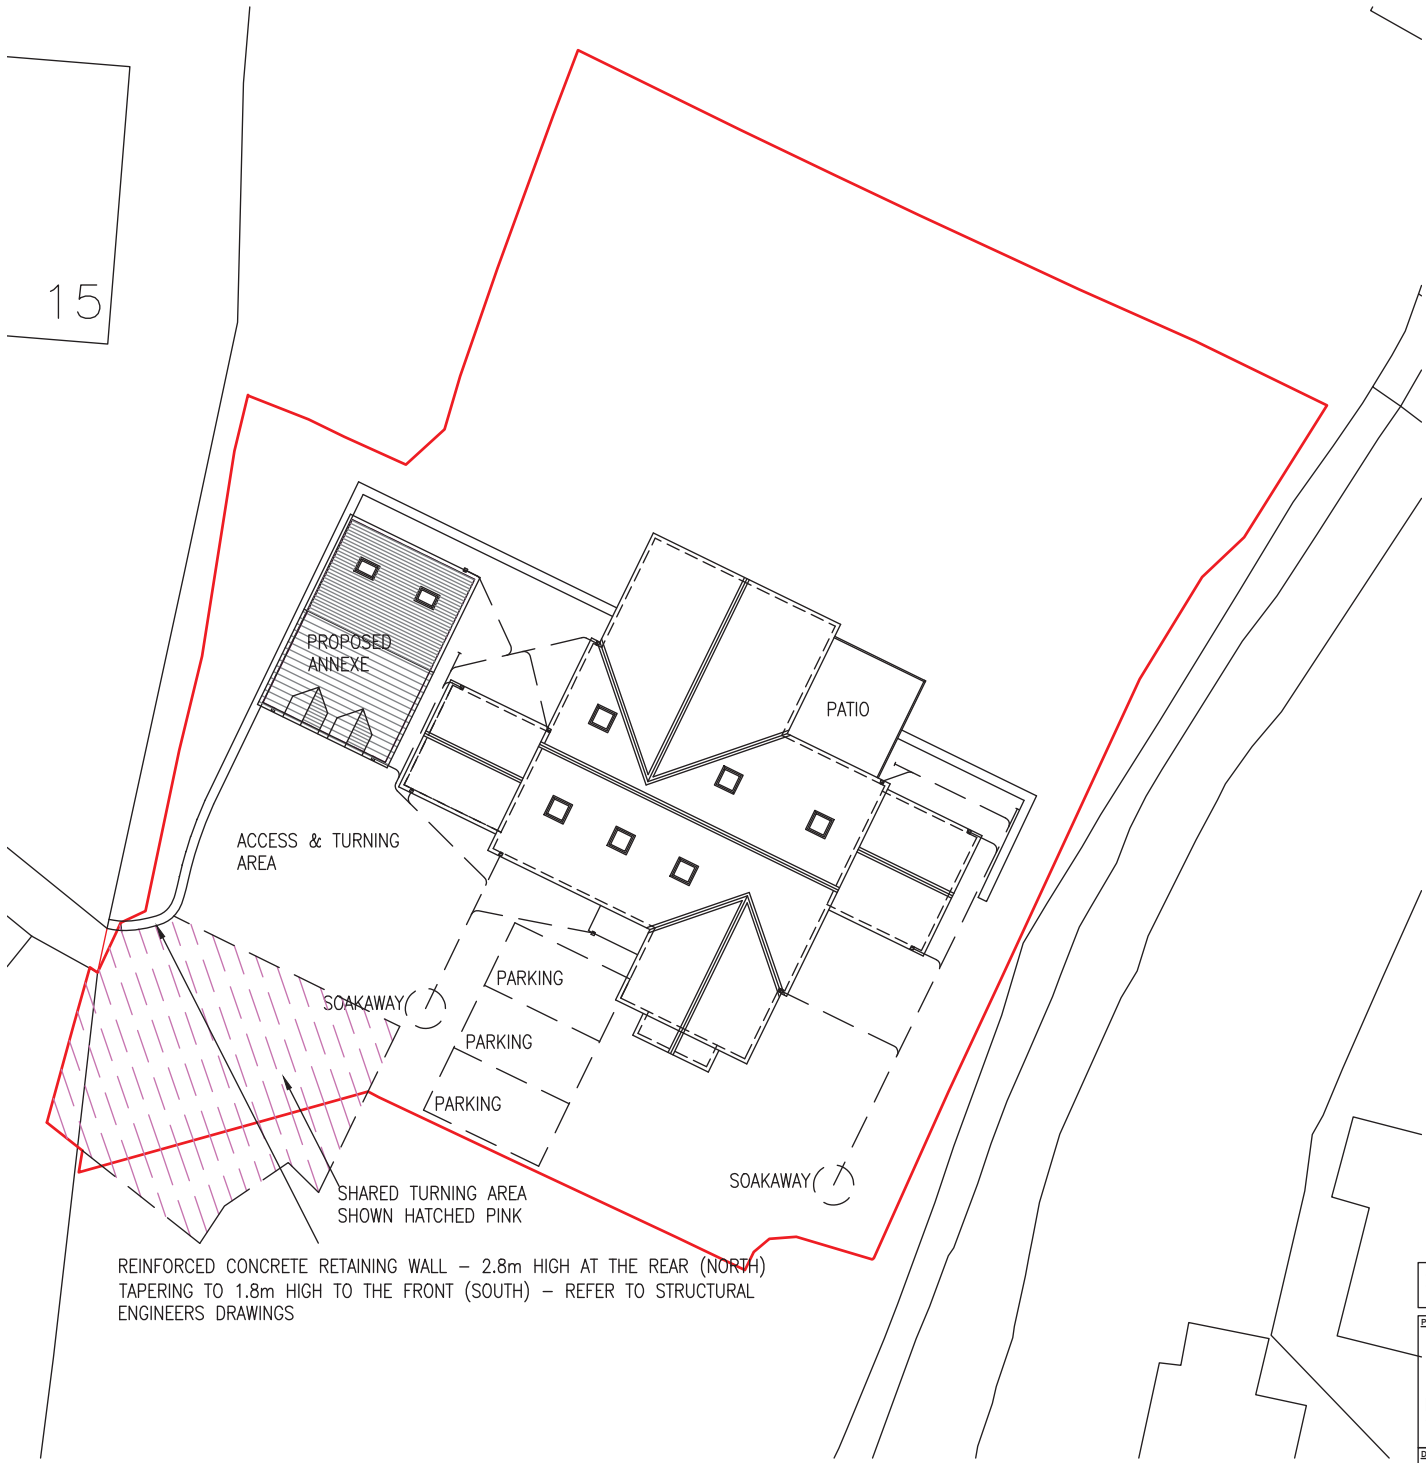 15
PROPOSED
ANNEXE
PATIO
ACCESS & TURNING
AREA
PARKING
SOAKAWAY
PARKING
PARKING
SOAKAWAY
SHARED TURNING AREA
SHOWN HATCHED PINK
REINFORCED CONCRETE RETAINING WALL – 2.8m HIGH AT THE REAR (NORTH)
TAPERING TO 1.8m HIGH TO THE FRONT (SOUTH) – REFER TO STRUCTURAL
ENGINEERS DRAWINGS